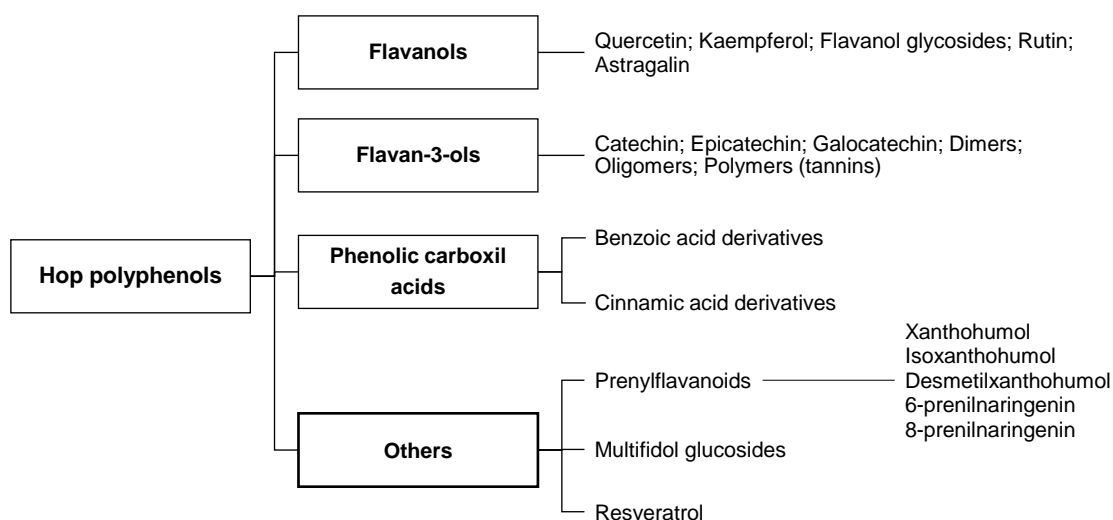 Flavanols
Quercetin; Kaempferol; Flavanol glycosides; Rutin;
Astragalin
Flavan-3-ols
Catechin; Epicatechin; Galocatechin; Dimers;
Oligomers; Polymers (tannins)
Hop polyphenols
Phenolic carboxil
acids
Benzoic acid derivatives
Cinnamic acid derivatives
Others
Prenylflavanoids
Xanthohumol
Isoxanthohumol
Desmetilxanthohumol
6-prenilnaringenin
8-prenilnaringenin
Multifidol glucosides
Resveratrol